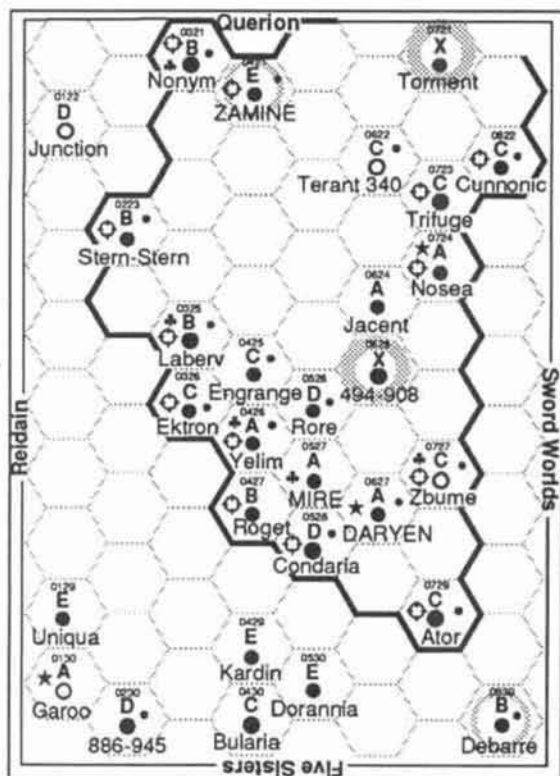 Querion
0321
B
Nonym
0421
E
ZAMINE
0721
X
Torment
0122
D
Junction
0622
C
Terant 340
0822
C
Cunnonic
0723
C
Trifuge
0223
B
Stern-Stern
0724
A
Nosea
0624
A
Jacent
0325
B
Laberv
0425
C
Engrange
0625
X
494-908
0326
C
Ektron
0426
A
Yelim
0526
D
Rore
0527
A
MIRE
0727
C
Zbume
0427
B
Roget
0627
A
DARYEN
0528
D
Condaria
Reidain
Sword Worlds
0129
E
Uniqua
0729
C
Ator
0429
E
Kardin
0130
A
Garoo
0230
D
886-945
0430
C
Bularia
0530
E
Dorannia
0830
B
Debarre
Five Sisters